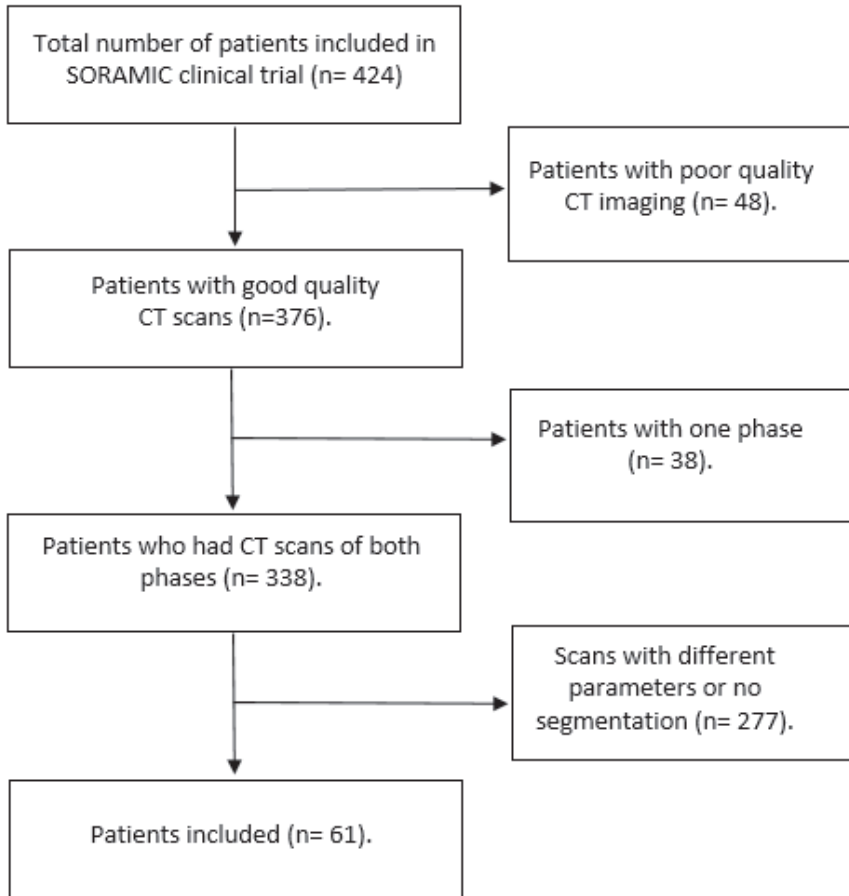 Total number of patients included in
SORAMIC clinical trial (n= 424)
Patients with poor quality
CT imaging (n= 48).
Patients with good quality
CT scans (n=376).
Patients with one phase
(n= 38).
Patients who had CT scans of both
phases (n= 338).
Scans with different
parameters or no
segmentation (n= 277).
Patients included (n= 61).